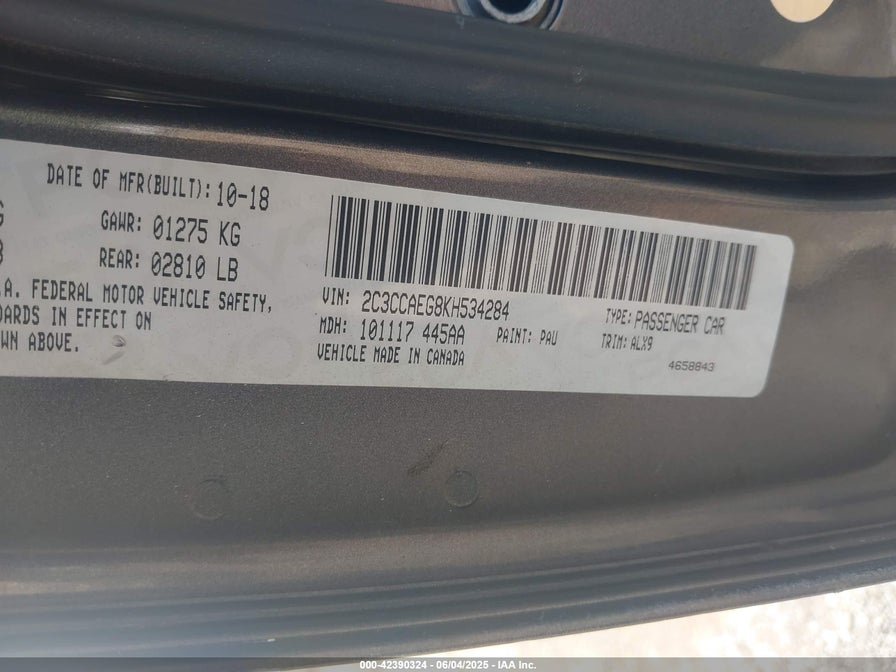 DATE OF MFR(BUILT): 10-18
GAWR: 01275 KG
REAR: 02810 LB
.A. FEDERAL MOTOR VEHICLE SAFETY,
DARDS IN EFFECT ON
WN ABOVE.
VIN: 2C3CCAEG8KH534284
TYPE: PASSENGER CAR
MDH: 101117 445AA
PAINT: PAU
TRIM: ALX9
VEHICLE MADE IN CANADA
4658843
000-42390324 - 06/04/2025 - IAA Inc.